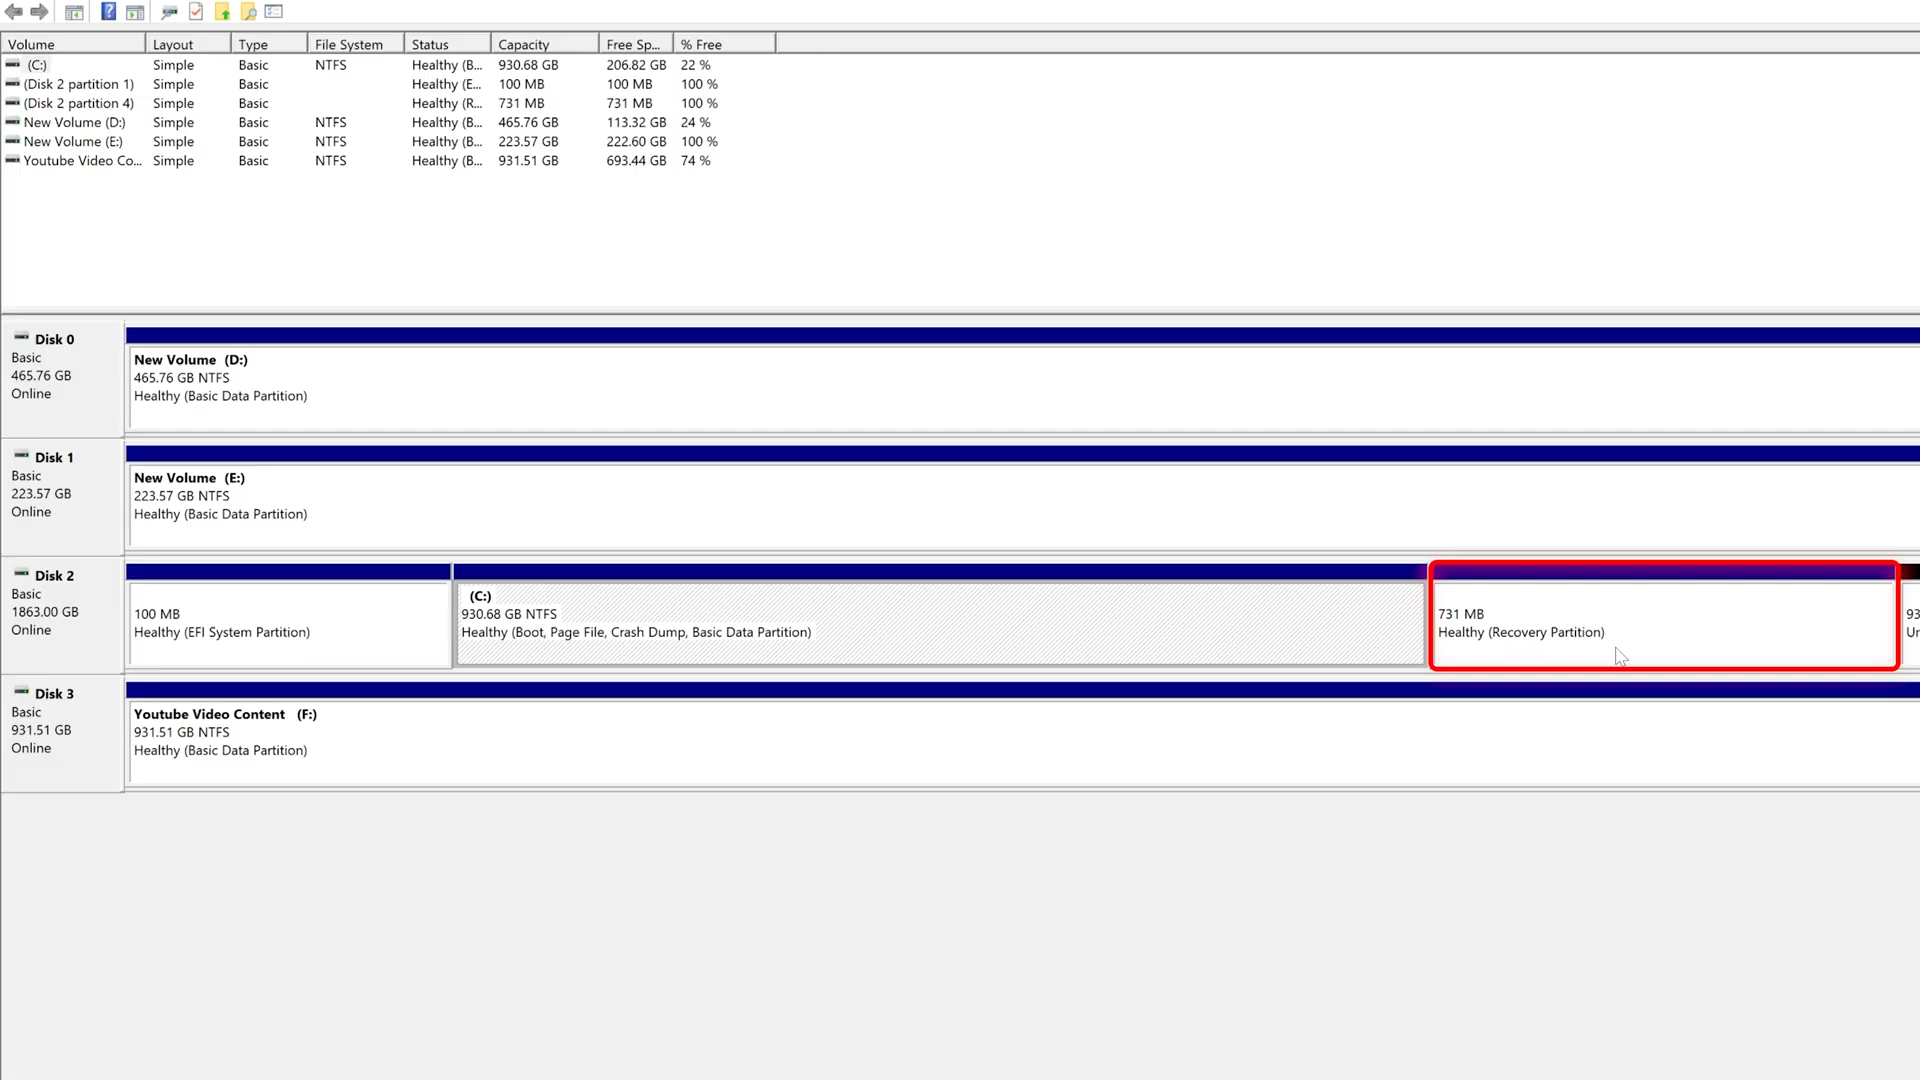 Volume Layout Type File System Status Capacity Free Sp... % Free
(C:) Simple Basic NTFS Healthy (B... 930.68 GB 206.82 GB 22 %
(Disk 2 partition 1) Simple Basic Healthy (E... 100 MB 100 MB 100 %
(Disk 2 partition 4) Simple Basic Healthy (R... 731 MB 731 MB 100 %
New Volume (D:) Simple Basic NTFS Healthy (B... 465.76 GB 113.32 GB 24 %
New Volume (E:) Simple Basic NTFS Healthy (B... 223.57 GB 222.60 GB 100 %
Youtube Video Co... Simple Basic NTFS Healthy (B... 931.51 GB 693.44 GB 74 %
Disk 0
Basic
465.76 GB
Online
New Volume (D:)
465.76 GB NTFS
Healthy (Basic Data Partition)
Disk 1
Basic
223.57 GB
Online
New Volume (E:)
223.57 GB NTFS
Healthy (Basic Data Partition)
Disk 2
Basic
1863.00 GB
Online
100 MB
Healthy (EFI System Partition)
(C:)
930.68 GB NTFS
Healthy (Boot, Page File, Crash Dump, Basic Data Partition)
731 MB
Healthy (Recovery Partition)
93
Un
Disk 3
Basic
931.51 GB
Online
Youtube Video Content (F:)
931.51 GB NTFS
Healthy (Basic Data Partition)